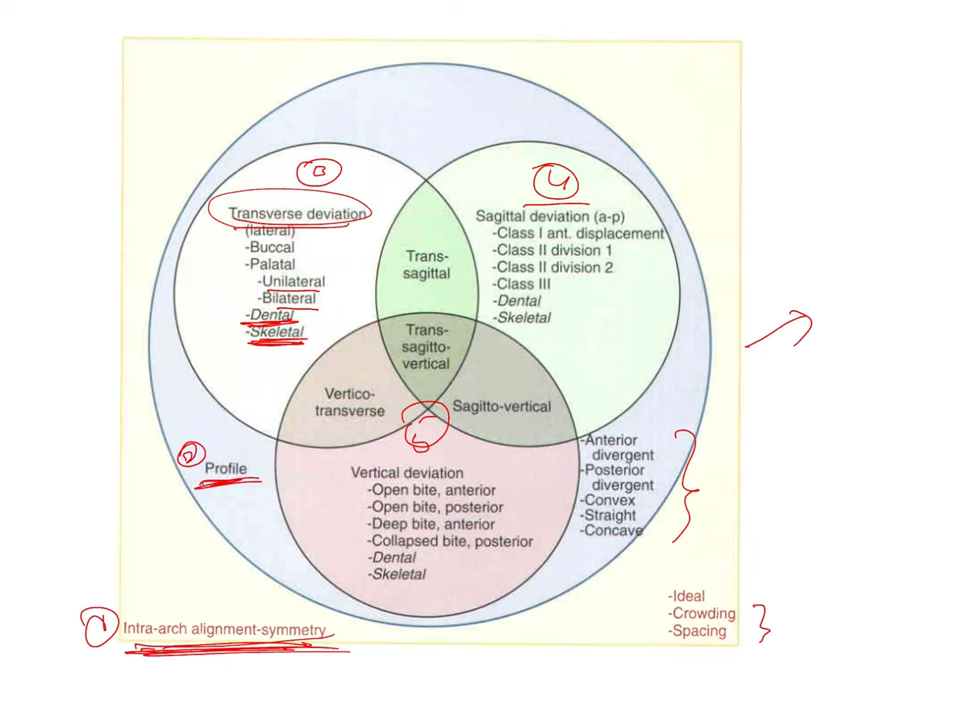 Transverse deviation
(lateral)
-Buccal
-Palatal
-Unilateral
-Bilateral
-Dental
-Skeletal
Sagittal deviation (a-p)
-Class I ant. displacement
-Class II division 1
-Class II division 2
-Class III
-Dental
-Skeletal
Trans-
sagittal
Trans-
sagitto-
vertical
Vertico-
transverse
Sagitto-vertical
Profile
-Anterior
divergent
-Posterior
divergent
-Convex
-Straight
-Concave
Vertical deviation
-Open bite, anterior
-Open bite, posterior
-Deep bite, anterior
-Collapsed bite, posterior
-Dental
-Skeletal
Intra-arch alignment-symmetry
-Ideal
-Crowding
-Spacing